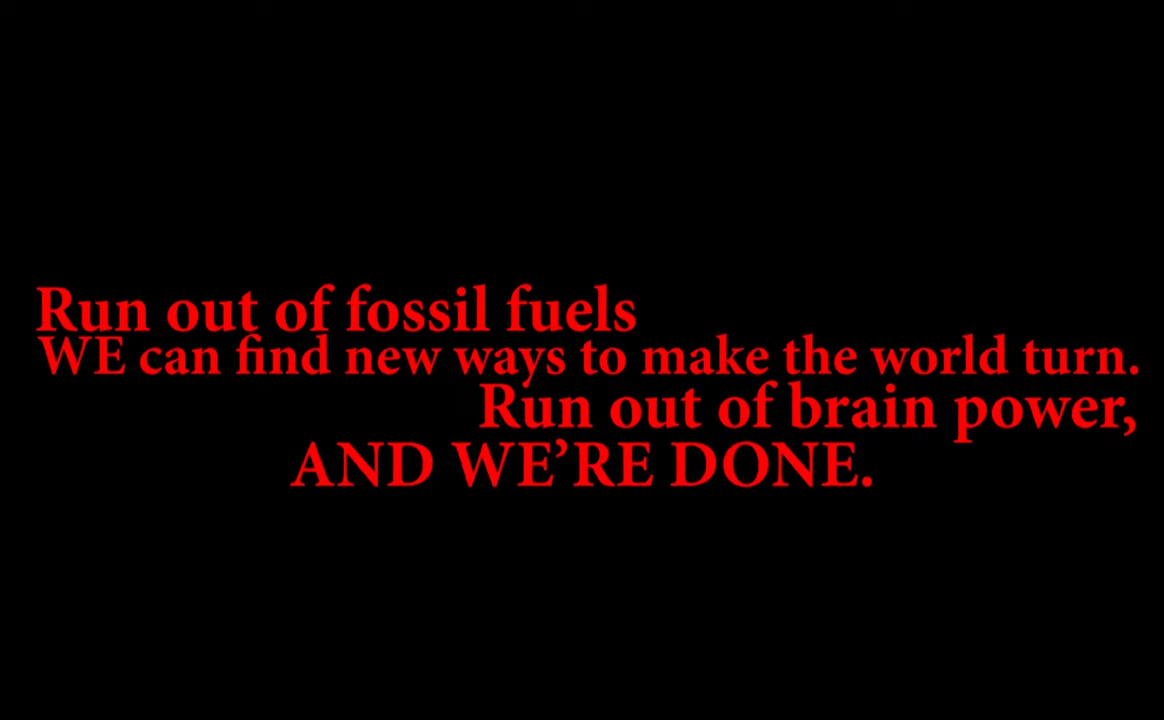 Run out of fossil fuels
WE can find new ways to make the world turn.
Run out of brain power,
AND WE’RE DONE.